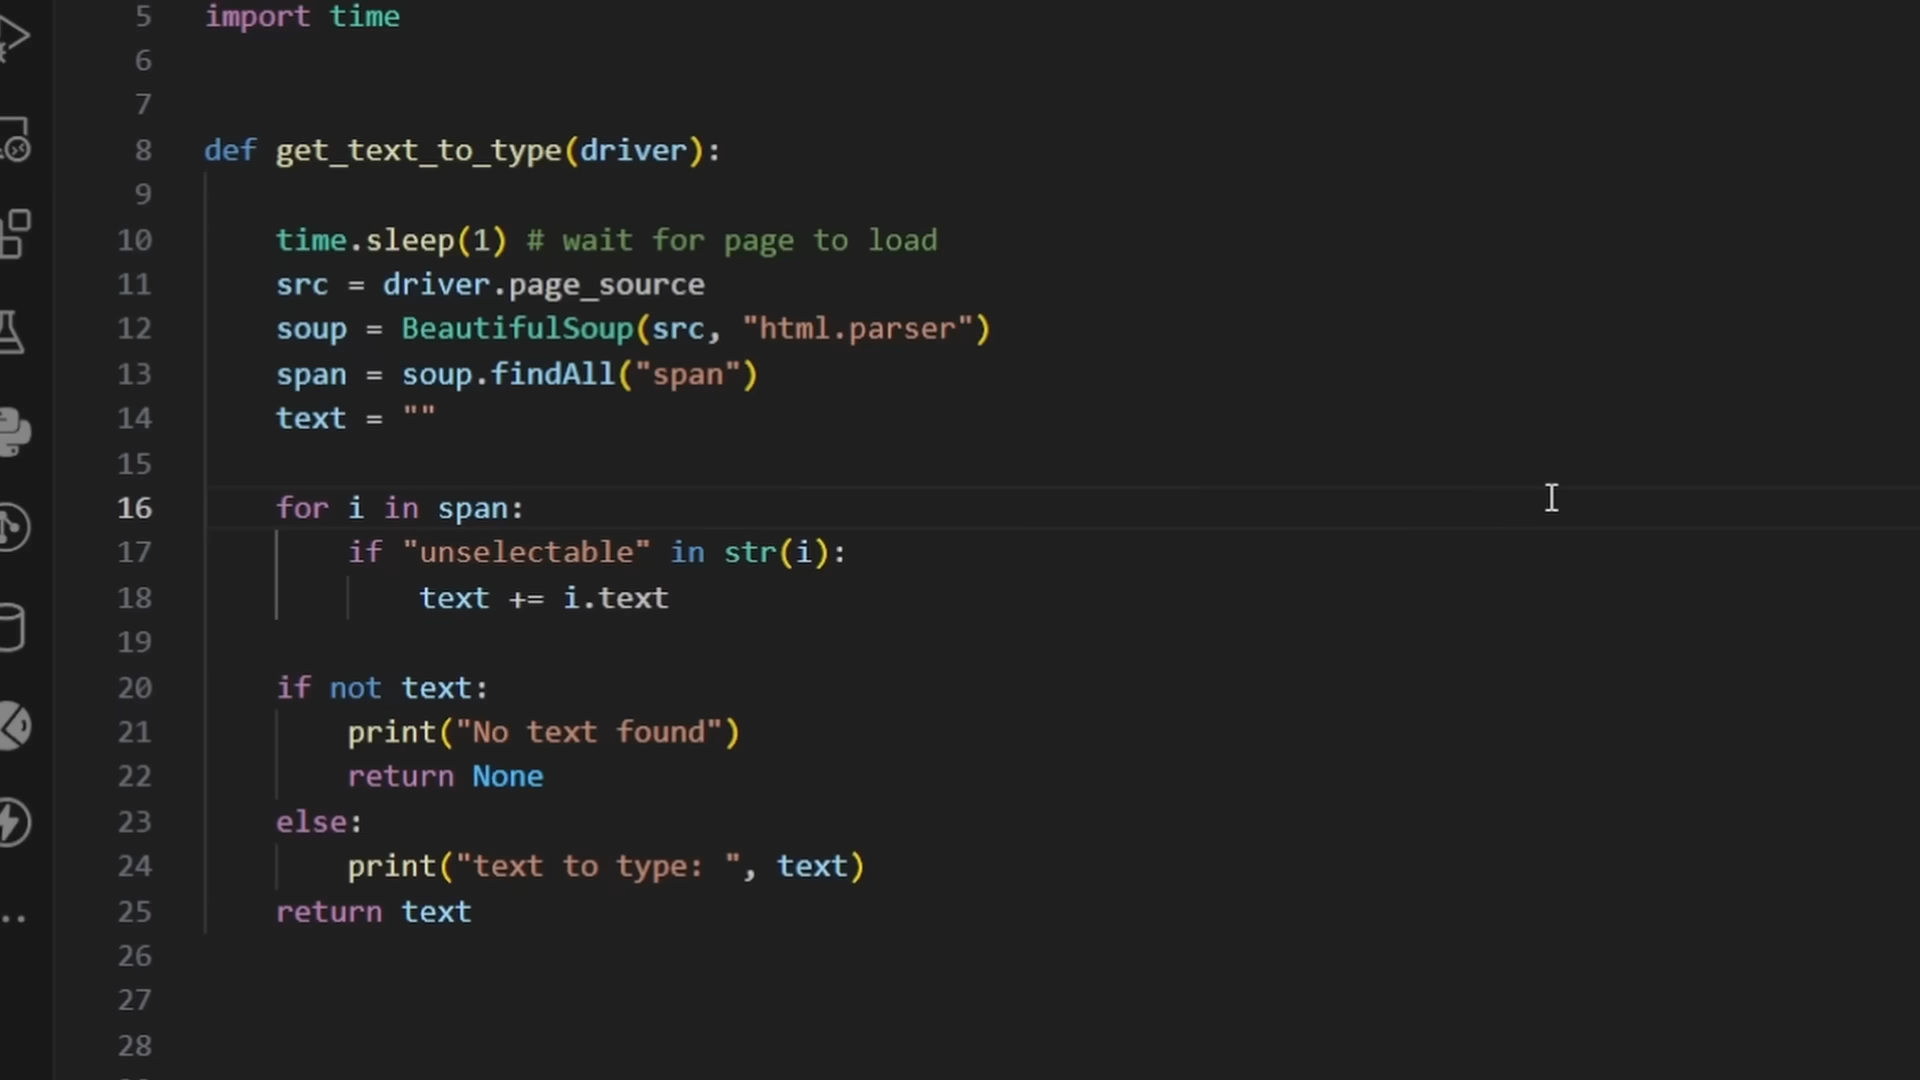 5 import time
6
7
8 def get_text_to_type(driver):
9
10     time.sleep(1) # wait for page to load
11     src = driver.page_source
12     soup = BeautifulSoup(src, "html.parser")
13     span = soup.findAll("span")
14     text = ""
15
16     for i in span:
17         if "unselectable" in str(i):
18             text += i.text
19
20     if not text:
21         print("No text found")
22         return None
23     else:
24         print("text to type: ", text)
25     return text
26
27
28